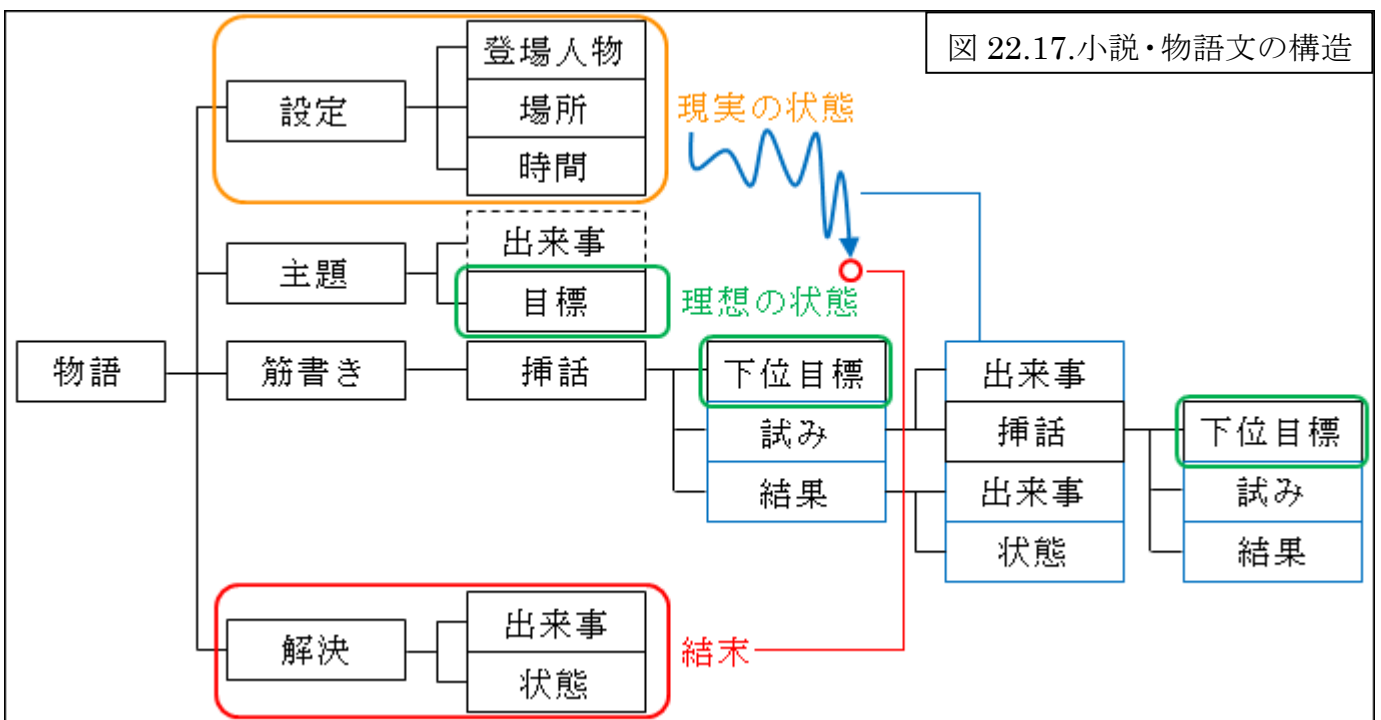 図 22.17.小説・物語文の構造
登場人物
設定
場所
時間
現実の状態
出来事
主題
目標
理想の状態
物語
筋書き
挿話
下位目標
試み
結果
出来事
挿話
出来事
状態
下位目標
試み
結果
解決
出来事
状態
結末